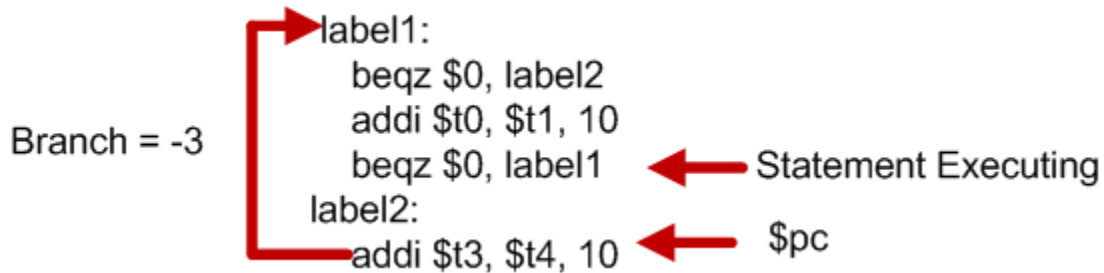 label1:
beqz $0, label2
addi $t0, $t1, 10
Branch = -3
beqz $0, label1
Statement Executing
label2:
addi $t3, $t4, 10
$pc